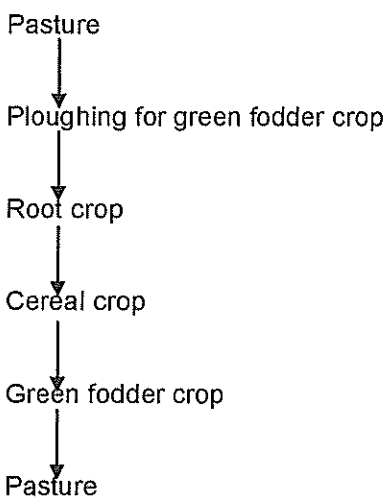 Pasture
Ploughing for green fodder crop
Root crop
Cereal crop
Green fodder crop
Pasture